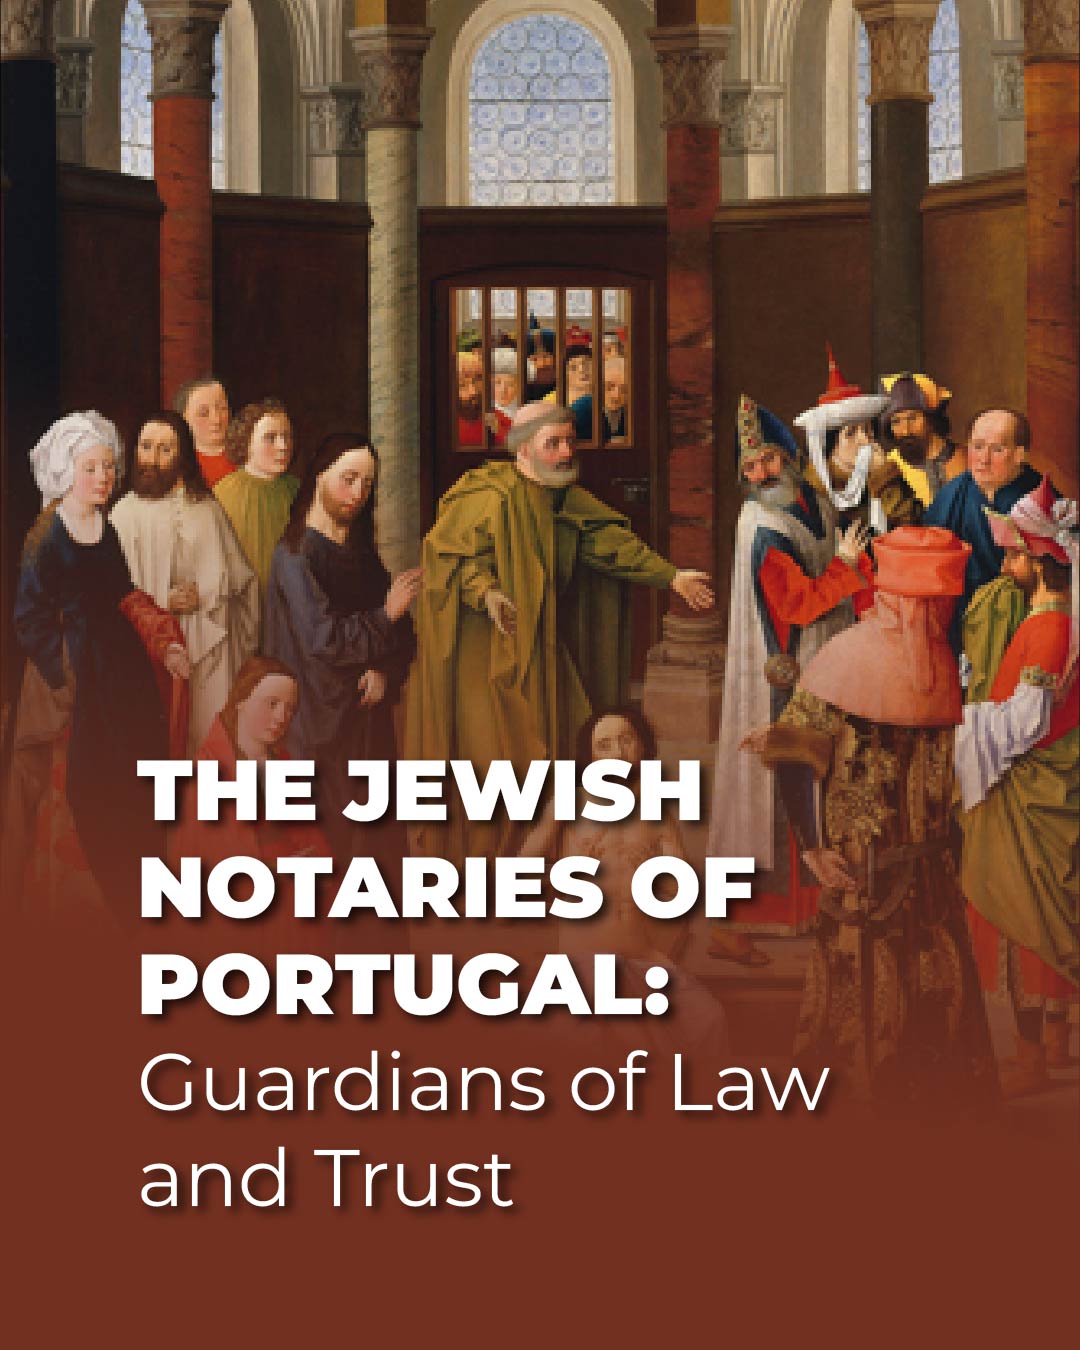 THE JEWISH
NOTARIES OF
PORTUGAL:
Guardians of Law
and Trust